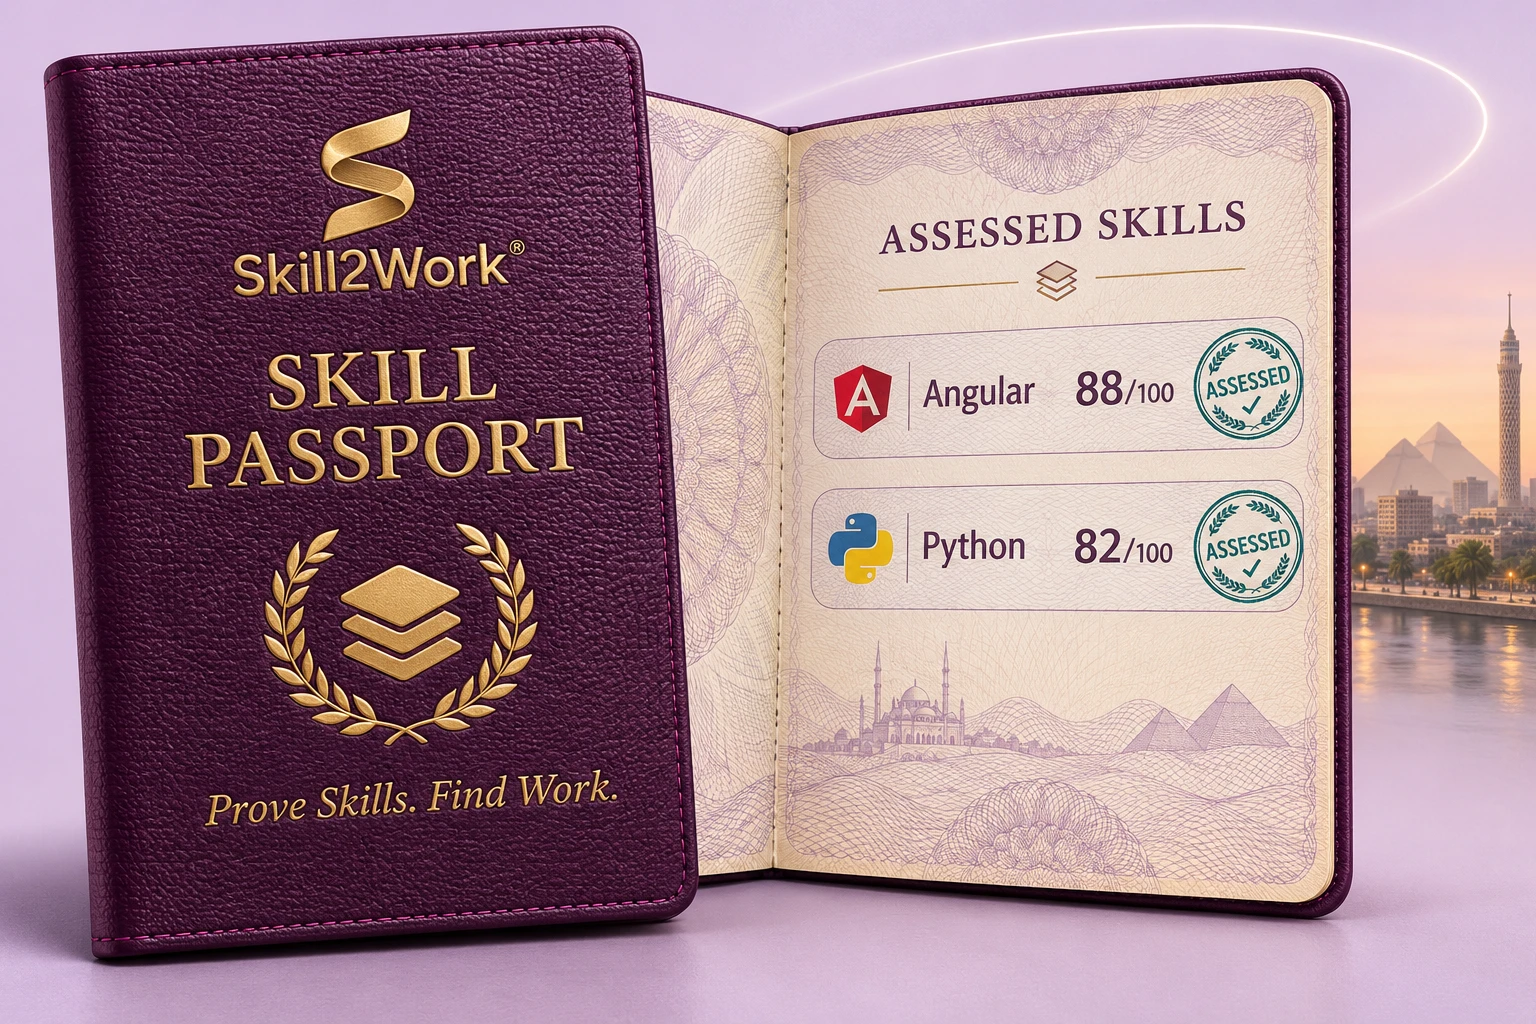 Skill2Work®
SKILL
PASSPORT
Prove Skills. Find Work.
ASSESSED SKILLS
Angular 88/100 ASSESSED
Python 82/100 ASSESSED